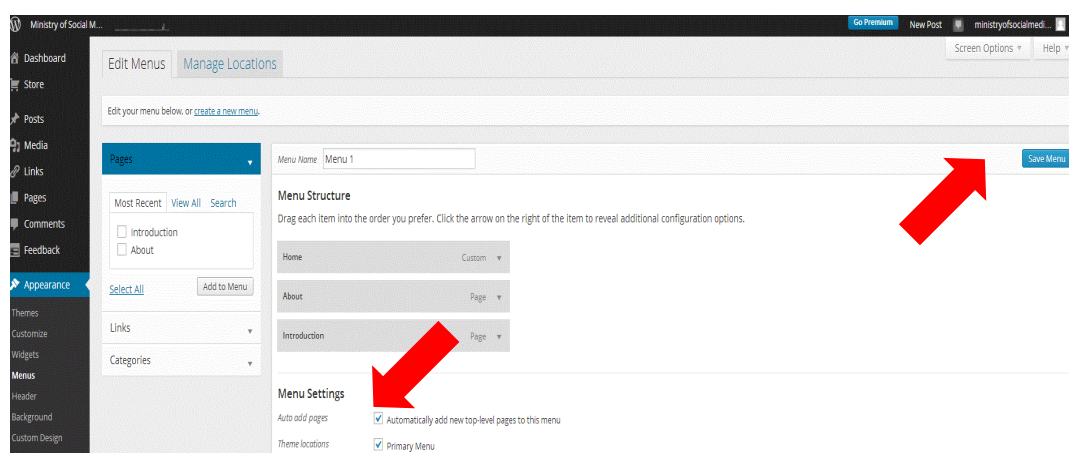 Ministry of Social M...
Go Premium
New Post
ministryofsocialmedi...
Screen Options
Help
Dashboard
Store
Posts
Media
Links
Pages
Comments
Feedback
Appearance
Themes
Customize
Widgets
Menus
Header
Background
Custom Design
Edit Menus
Manage Locations
Edit your menu below, or create a new menu.
Pages
Most Recent View All Search
Introduction
About
Select All
Add to Menu
Links
Categories
Menu Name Menu 1
Save Menu
Menu Structure
Drag each item into the order you prefer. Click the arrow on the right of the item to reveal additional configuration options.
Home Custom
About Page
Introduction Page
Menu Settings
Auto add pages Automatically add new top-level pages to this menu
Theme locations Primary Menu